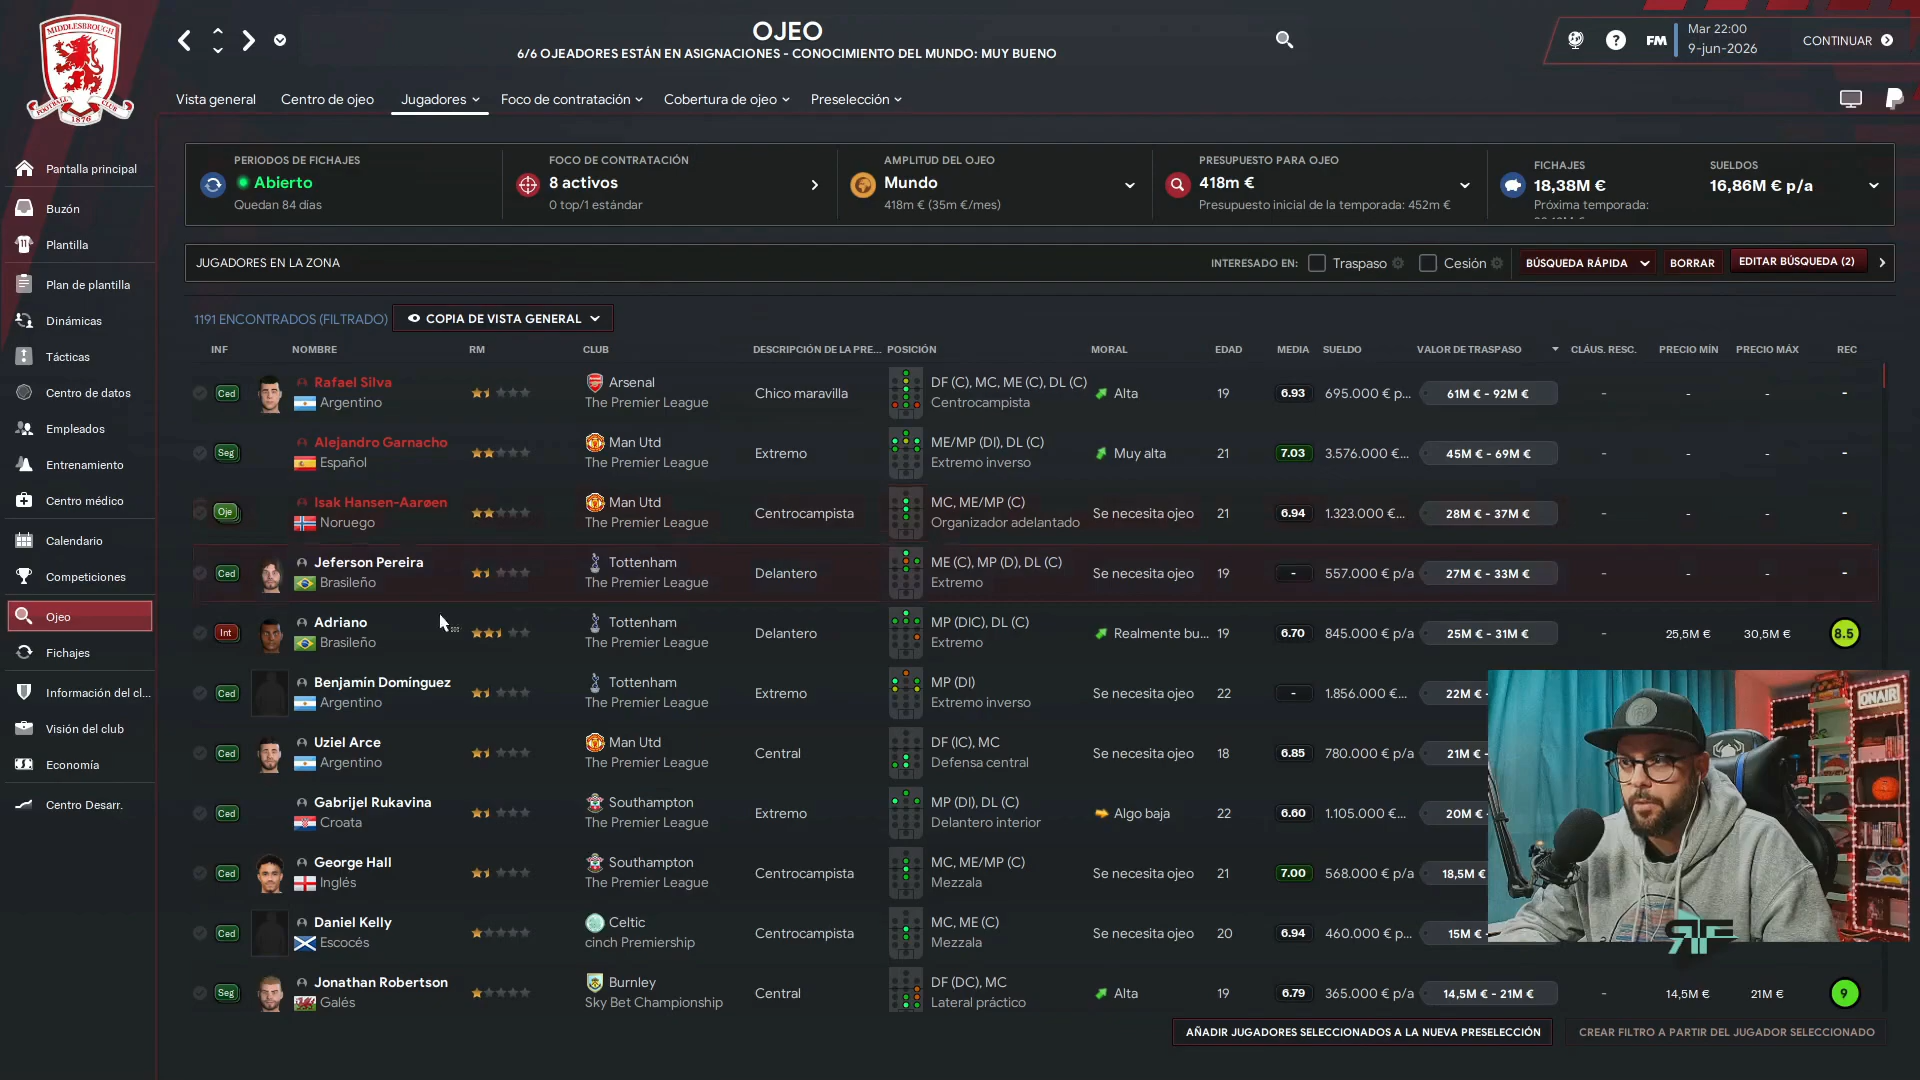 MIDDLESBROUGH
FOOTBALL CLUB
1876
OJEO
6/6 OJEADORES ESTÁN EN ASIGNACIONES - CONOCIMIENTO DEL MUNDO: MUY BUENO
FM
Mar 22:00
9-jun-2026
CONTINUAR
Vista general
Centro de ojeo
Jugadores
Foco de contratación
Cobertura de ojeo
Preselección
Pantalla principal
Buzón
Plantilla
Plan de plantilla
Dinámicas
Tácticas
Centro de datos
Empleados
Entrenamiento
Centro médico
Calendario
Competiciones
Ojeo
Fichajes
Información del cl...
Visión del club
Economía
Centro Desarr.
PERIODOS DE FICHAJES
Abierto
Quedan 84 días
FOCO DE CONTRATACIÓN
8 activos
0 top/1 estándar
AMPLITUD DEL OJEO
Mundo
418m € (35m €/mes)
PRESUPUESTO PARA OJEO
418m €
Presupuesto inicial de la temporada: 452m €
FICHAJES
18,38M €
Próxima temporada:
SUELDOS
16,86M € p/a
JUGADORES EN LA ZONA
INTERESADO EN:
Traspaso
Cesión
BÚSQUEDA RÁPIDA
BORRAR
EDITAR BÚSQUEDA (2)
1191 ENCONTRADOS (FILTRADO)
COPIA DE VISTA GENERAL
INF NOMBRE RM CLUB DESCRIPCIÓN DE LA PRE... POSICIÓN MORAL EDAD MEDIA SUELDO VALOR DE TRASPASO CLÁUS. RESC. PRECIO MÍN PRECIO MÁX REC
Ced Rafael Silva Arsenal Chico maravilla DF (C), MC, ME (C), DL (C) Alta 19 6.93 695.000 € p... 61M € - 92M € - - - -
Argentino The Premier League Centrocampista
Seg Alejandro Garnacho Man Utd Extremo ME/MP (DI), DL (C) Muy alta 21 7.03 3.576.000 €... 45M € - 69M € - - - -
Español The Premier League Extremo inverso
Oje Isak Hansen-Aarøen Man Utd Centrocampista MC, ME/MP (C) Se necesita ojeo 21 6.94 1.323.000 €... 28M € - 37M € - - - -
Noruego The Premier League Organizador adelantado
Ced Jeferson Pereira Tottenham Delantero ME (C), MP (D), DL (C) Se necesita ojeo 19 - 557.000 € p/a 27M € - 33M € - - - -
Brasileño The Premier League Extremo
Int Adriano Tottenham Delantero MP (DIC), DL (C) Realmente bu... 19 6.70 845.000 € p/a 25M € - 31M € - 25,5M € 30,5M € 8.5
Brasileño The Premier League Extremo
Ced Benjamín Domínguez Tottenham Extremo MP (DI) Se necesita ojeo 22 - 1.856.000 €... 22M € -
Argentino The Premier League Extremo inverso
Ced Uziel Arce Man Utd Central DF (IC), MC Se necesita ojeo 18 6.85 780.000 € p/a 21M € -
Argentino The Premier League Defensa central
Ced Gabrijel Rukavina Southampton Extremo MP (DI), DL (C) Algo baja 22 6.60 1.105.000 €... 20M € -
Croata The Premier League Delantero interior
Ced George Hall Southampton Centrocampista MC, ME/MP (C) Se necesita ojeo 21 7.00 568.000 € p/a 18,5M €
Inglés The Premier League Mezzala
Ced Daniel Kelly Celtic Centrocampista MC, ME (C) Se necesita ojeo 20 6.94 460.000 € p... 15M € -
Escocés cinch Premiership Mezzala
Seg Jonathan Robertson Burnley Central DF (DC), MC Alta 19 6.79 365.000 € p/a 14,5M € - 21M € - 14,5M € 21M € 9
Galés Sky Bet Championship Lateral práctico
ON AIR
AÑADIR JUGADORES SELECCIONADOS A LA NUEVA PRESELECCIÓN
CREAR FILTRO A PARTIR DEL JUGADOR SELECCIONADO